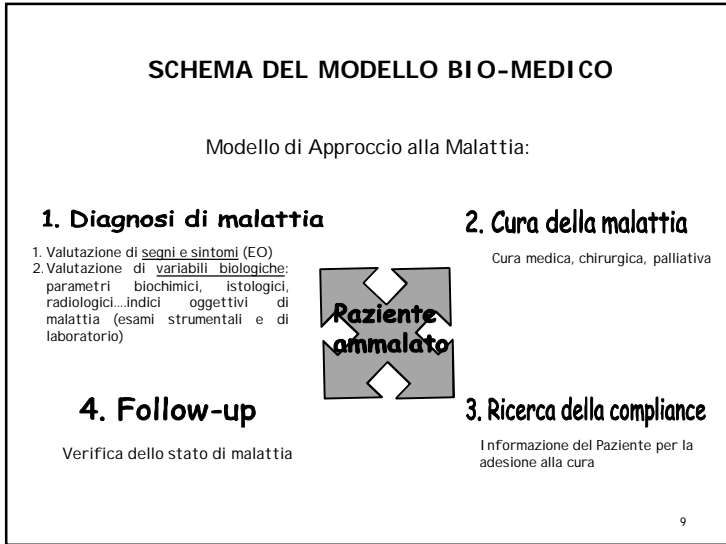 SCHEMA DEL MODELLO BIO-MEDICO
Modello di Approccio alla Malattia:
1. Diagnosi di malattia
1. Valutazione di segni e sintomi (EO)
2. Valutazione di variabili biologiche:
parametri biochimici, istologici,
radiologici....indici oggettivi di
malattia (esami strumentali e di
laboratorio)
2. Cura della malattia
Cura medica, chirurgica, palliativa
Paziente
ammalato
4. Follow-up
Verifica dello stato di malattia
3. Ricerca della compliance
Informazione del Paziente per la
adesione alla cura
9